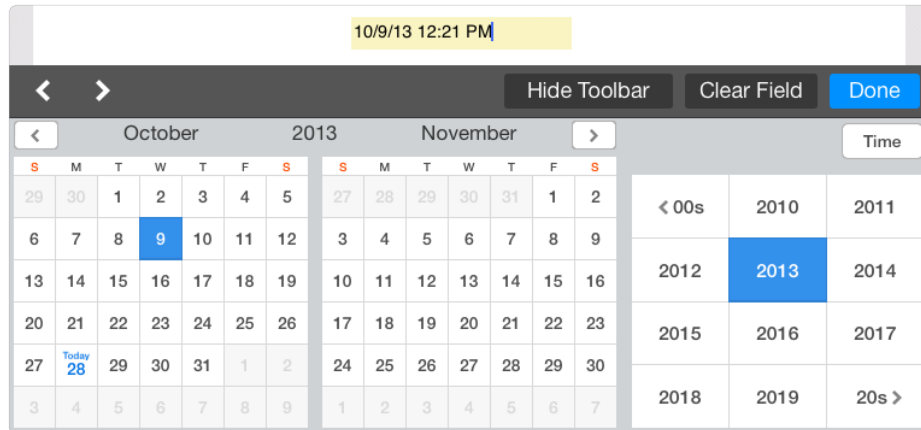 10/9/13 12:21 PM
Hide Toolbar Clear Field Done
October 2013 November
Time
S M T W T F S
29 30 1 2 3 4 5
6 7 8 9 10 11 12
13 14 15 16 17 18 19
20 21 22 23 24 25 26
27 Today 28 29 30 31 1 2
3 4 5 6 7 8 9
S M T W T F S
27 28 29 30 31 1 2
3 4 5 6 7 8 9
10 11 12 13 14 15 16
17 18 19 20 21 22 23
24 25 26 27 28 29 30
1 2 3 4 5 6 7
< 00s 2010 2011
2012 2013 2014
2015 2016 2017
2018 2019 20s >